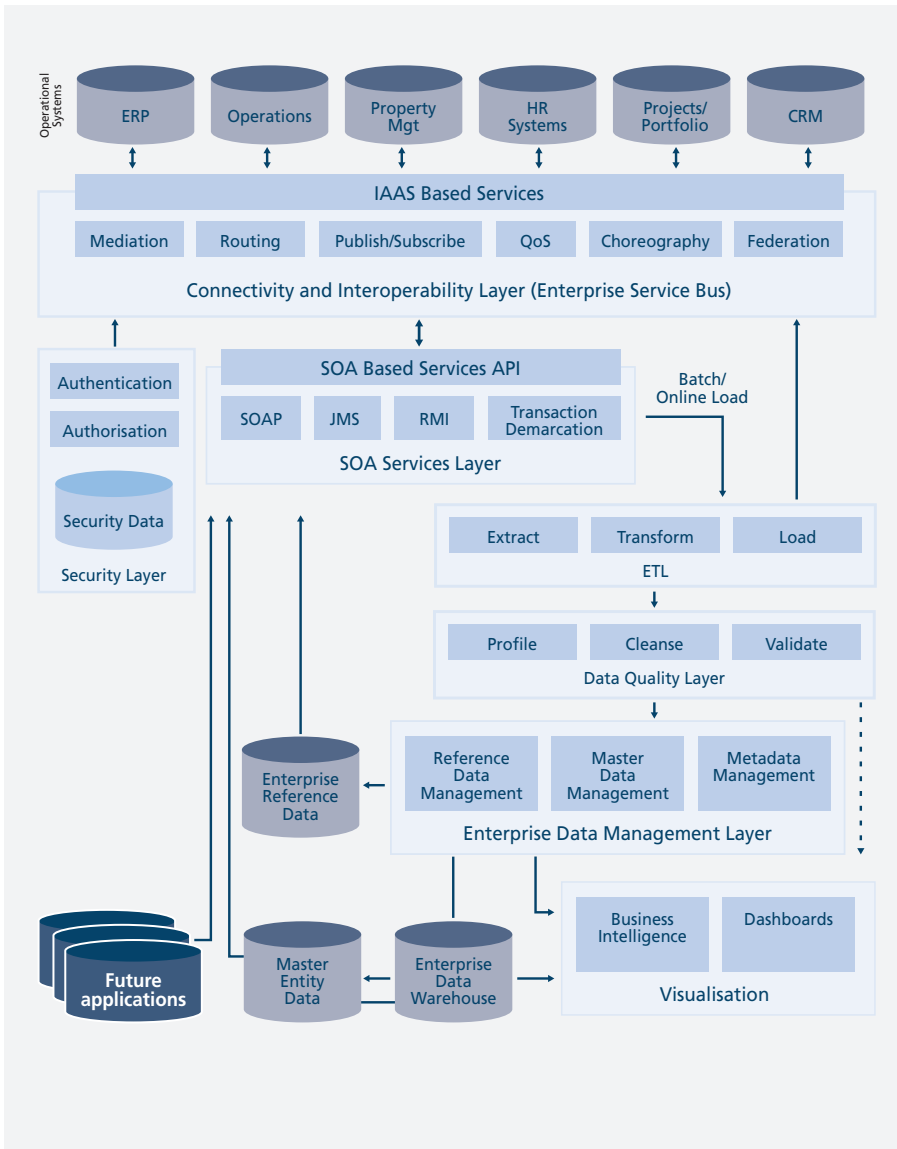 Operational
Systems
ERP
Operations
Property
Mgt
HR
Systems
Projects/
Portfolio
CRM
IAAS Based Services
Mediation
Routing
Publish/Subscribe
QoS
Choreography
Federation
Connectivity and Interoperability Layer (Enterprise Service Bus)
Authentication
Authorisation
Security Data
Security Layer
SOA Based Services API
SOAP
JMS
RMI
Transaction
Demarcation
SOA Services Layer
Batch/
Online Load
Extract
Transform
Load
ETL
Profile
Cleanse
Validate
Data Quality Layer
Enterprise
Reference
Data
Reference
Data
Management
Master
Data
Management
Metadata
Management
Enterprise Data Management Layer
Future
applications
Master
Entity
Data
Enterprise
Data
Warehouse
Business
Intelligence
Dashboards
Visualisation